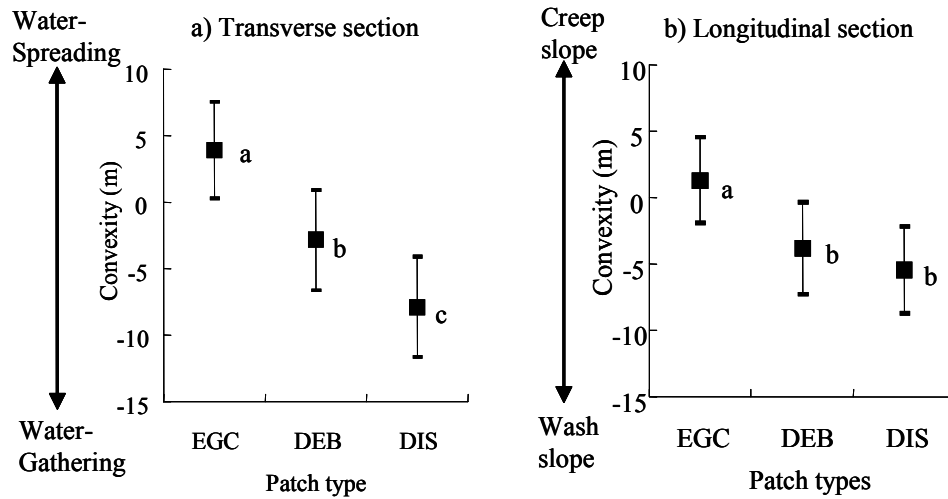 Water-
Spreading
a) Transverse section
Creep
slope
b) Longitudinal section
10
5
0
-5
-10
-15
Convexity (m)
a
b
c
EGC DEB DIS
Patch type
Water-
Gathering
10
5
0
-5
-10
-15
Convexity (m)
a
b
b
EGC DEB DIS
Patch types
Wash
slope